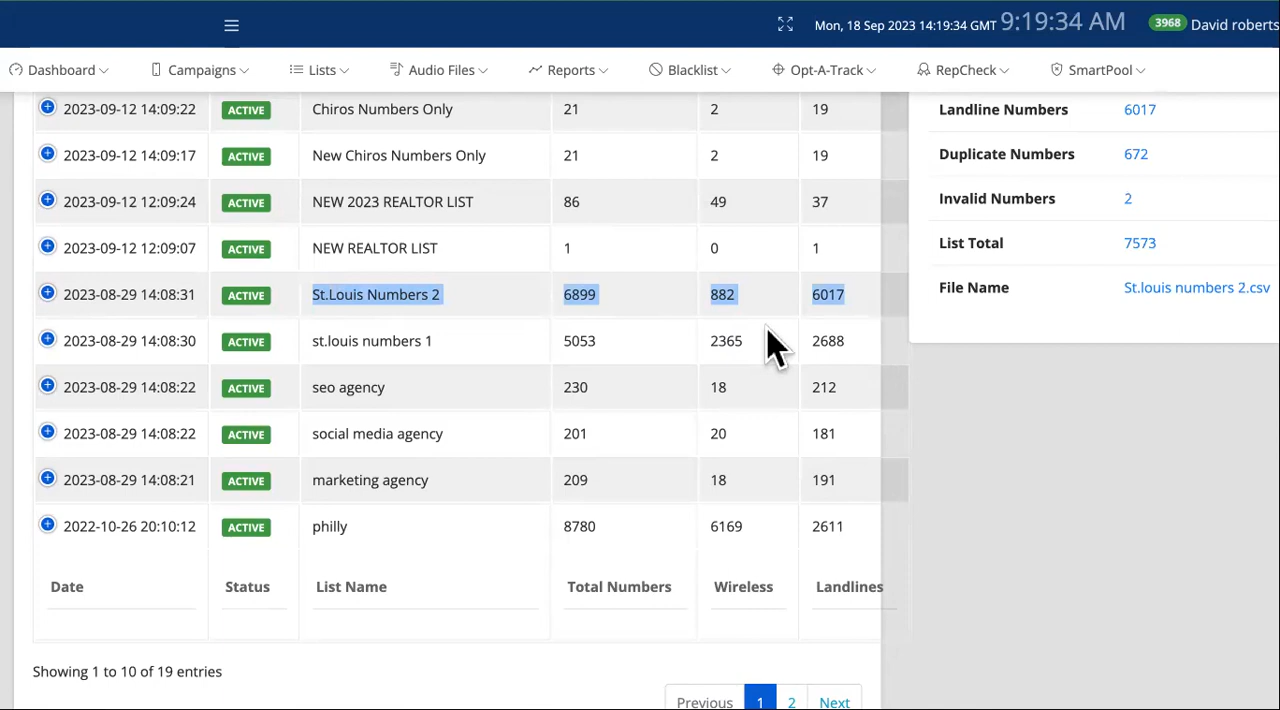 Mon, 18 Sep 2023 14:19:34 GMT 9:19:34 AM 3968 David roberts
Dashboard Campaigns Lists Audio Files Reports Blacklist Opt-A-Track RepCheck SmartPool
2023-09-12 14:09:22 ACTIVE Chiros Numbers Only 21 2 19
2023-09-12 14:09:17 ACTIVE New Chiros Numbers Only 21 2 19
2023-09-12 12:09:24 ACTIVE NEW 2023 REALTOR LIST 86 49 37
2023-09-12 12:09:07 ACTIVE NEW REALTOR LIST 1 0 1
2023-08-29 14:08:31 ACTIVE St.Louis Numbers 2 6899 882 6017
2023-08-29 14:08:30 ACTIVE st.louis numbers 1 5053 2365 2688
2023-08-29 14:08:22 ACTIVE seo agency 230 18 212
2023-08-29 14:08:22 ACTIVE social media agency 201 20 181
2023-08-29 14:08:21 ACTIVE marketing agency 209 18 191
2022-10-26 20:10:12 ACTIVE philly 8780 6169 2611
Date Status List Name Total Numbers Wireless Landlines
Showing 1 to 10 of 19 entries
Previous 1 2 Next
Landline Numbers 6017
Duplicate Numbers 672
Invalid Numbers 2
List Total 7573
File Name St.louis numbers 2.csv